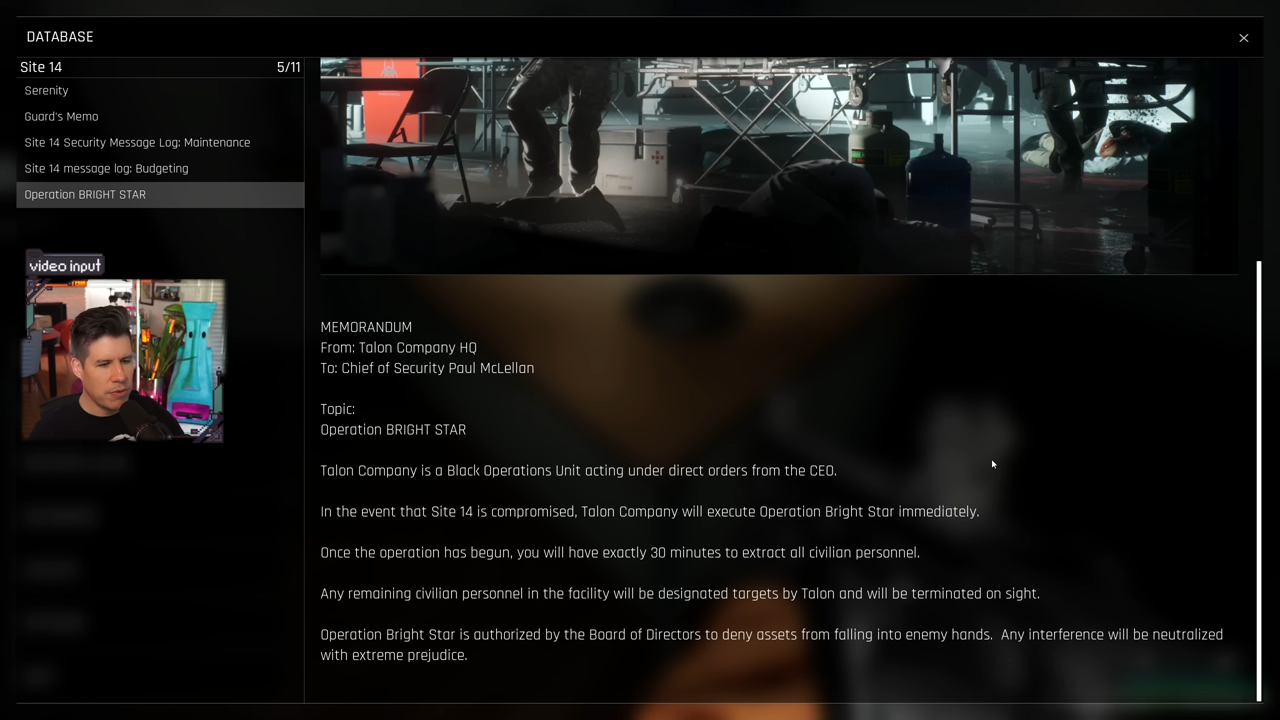 DATABASE
Site 14 5/11
Serenity
Guard's Memo
Site 14 Security Message Log: Maintenance
Site 14 message log: Budgeting
Operation BRIGHT STAR
video input
MEMORANDUM
From: Talon Company HQ
To: Chief of Security Paul McLellan
Topic:
Operation BRIGHT STAR
Talon Company is a Black Operations Unit acting under direct orders from the CEO.
In the event that Site 14 is compromised, Talon Company will execute Operation Bright Star immediately.
Once the operation has begun, you will have exactly 30 minutes to extract all civilian personnel.
Any remaining civilian personnel in the facility will be designated targets by Talon and will be terminated on sight.
Operation Bright Star is authorized by the Board of Directors to deny assets from falling into enemy hands.  Any interference will be neutralized
with extreme prejudice.